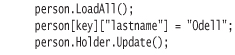 person.LoadAll();
person[key]["lastname"] = "Odell";
person.Holder.Update();